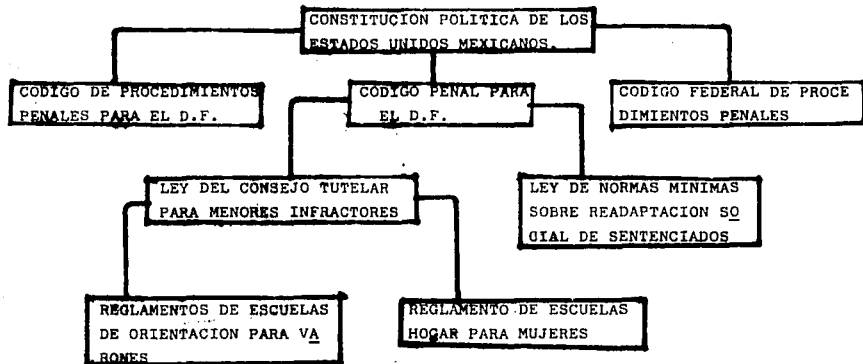 CONSTITUCION POLITICA DE LOS
ESTADOS UNIDOS MEXICANOS.
CODIGO DE PROCEDIMIENTOS
PENALES PARA EL D.F.
CODIGO PENAL PARA
EL D.F.
CODIGO FEDERAL DE PROCE
DIMIENTOS PENALES
LEY DEL CONSEJO TUTELAR
PARA MENORES INFRACTORES
LEY DE NORMAS MINIMAS
SOBRE READAPTACION SO
CIAL DE SENTENCIADOS
REGLAMENTOS DE ESCUELAS
DE ORIENTACION PARA VA
RONES
REGLAMENTO DE ESCUELAS
HOGAR PARA MUJERES